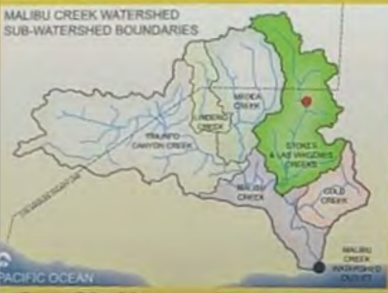 MALIBU CREEK WATERSHED
SUB-WATERSHED BOUNDARIES
MEDEA
CREEK
LINDERO
CREEK
TRIUNFO
CANYON CREEK
STOKES
& LAS VIRGENES
CREEKS
MALIBU
CREEK
COLD
CREEK
MALIBU
CREEK
WATERSHED
OUTLET
PACIFIC OCEAN